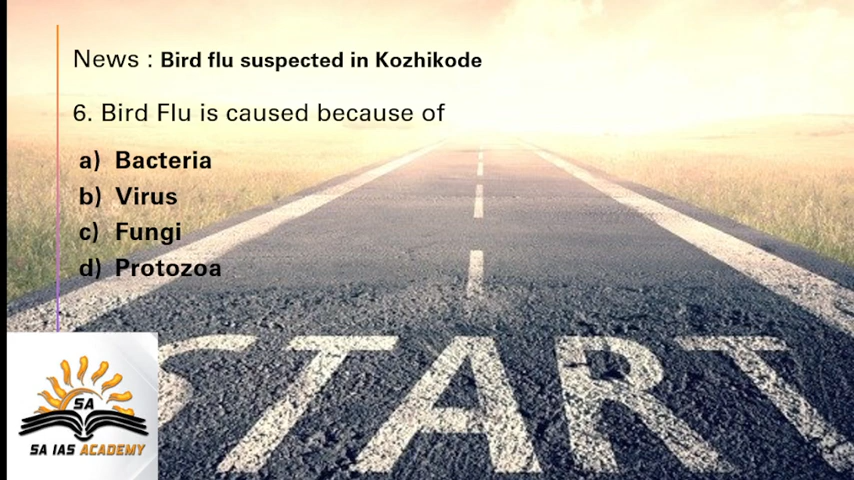 News : Bird flu suspected in Kozhikode
6. Bird Flu is caused because of
a) Bacteria
b) Virus
c) Fungi
d) Protozoa
START
SA
SA IAS ACADEMY